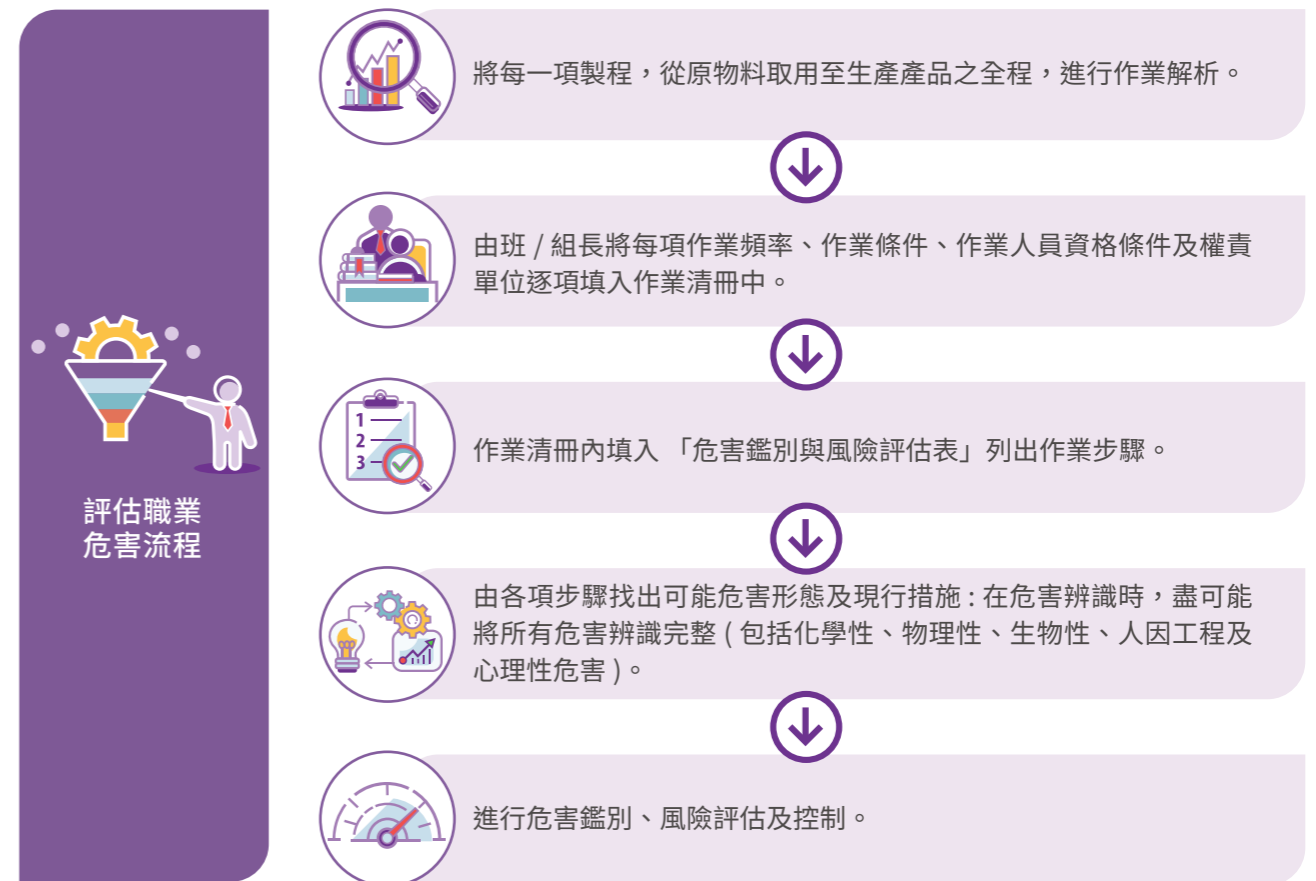 將每一項製程，從原物料取用至生產產品之全程，進行作業解析。
由班 / 組長將每項作業頻率、作業條件、作業人員資格條件及權責
單位逐項填入作業清冊中。
1
2
3
作業清冊內填入 「危害鑑別與風險評估表」列出作業步驟。
評估職業
危害流程
由各項步驟找出可能危害形態及現行措施 : 在危害辨識時，盡可能
將所有危害辨識完整 ( 包括化學性、物理性、生物性、人因工程及
心理性危害 )。
進行危害鑑別、風險評估及控制。